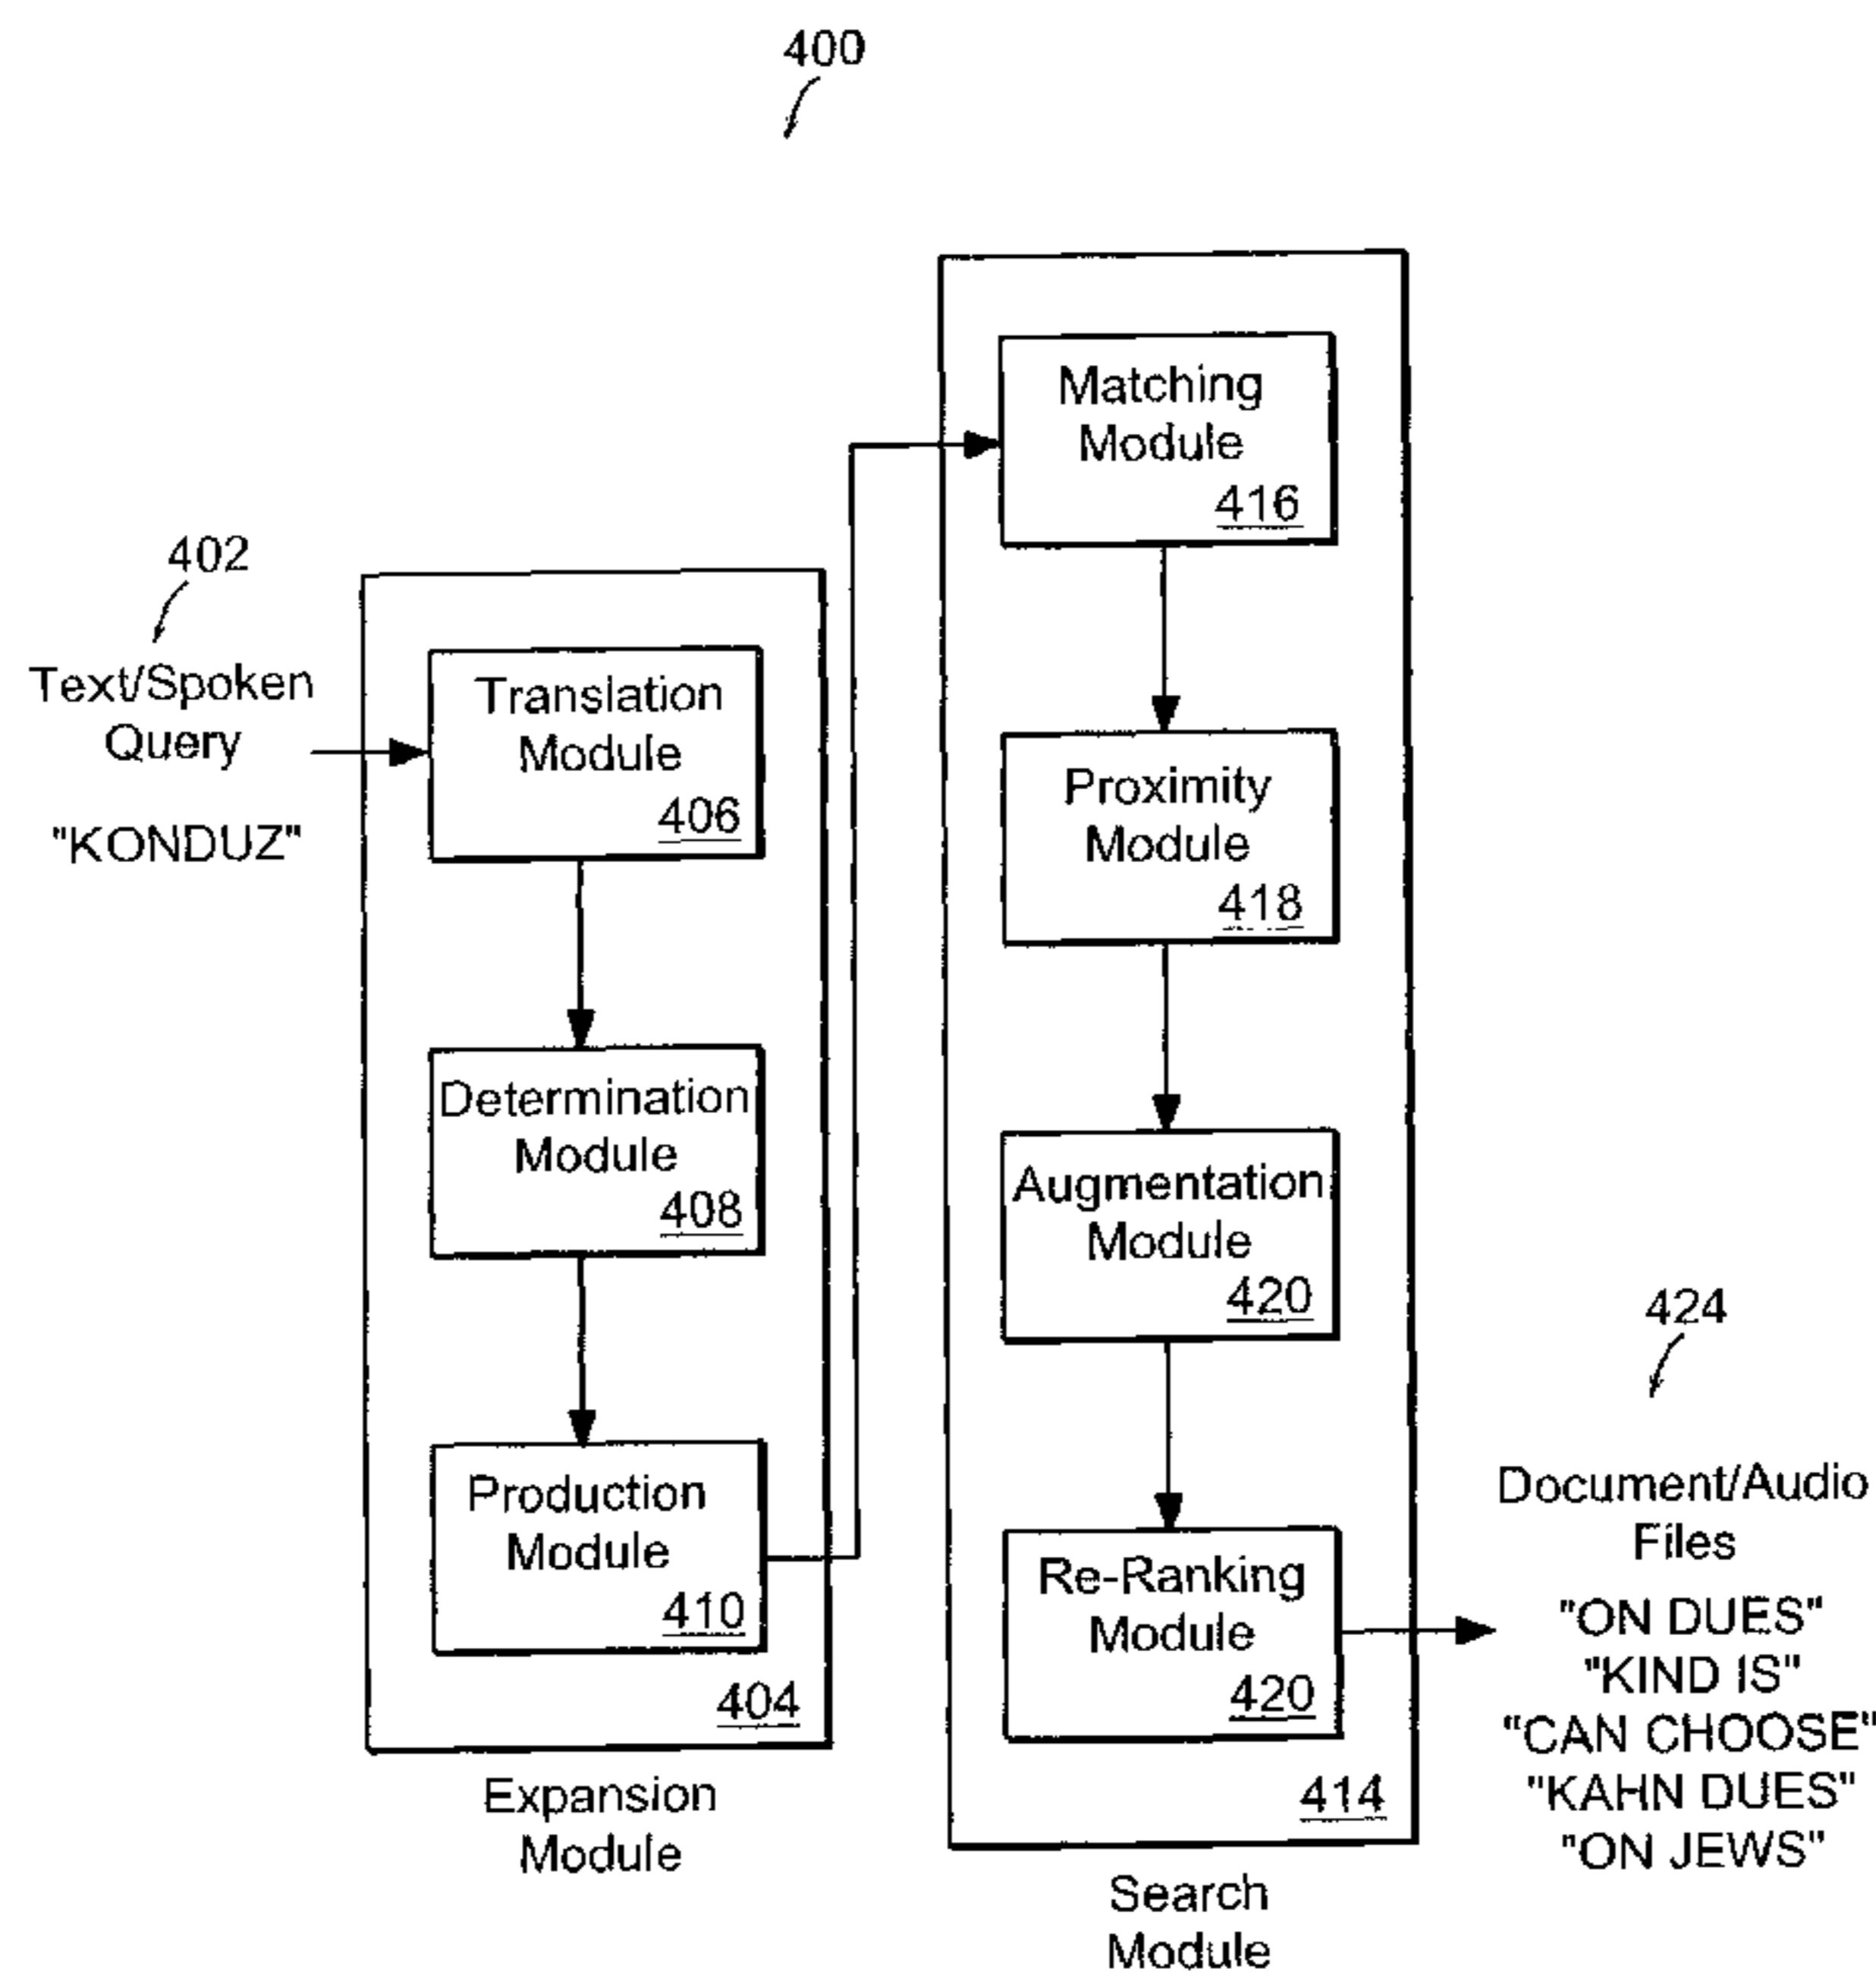 400
402
Text/Spoken
Query
"KONDUZ"
Translation
Module
406
Determination
Module
408
Production
Module
410
404
Expansion
Module
Matching
Module
416
Proximity
Module
418
Augmentation
Module
420
Re-Ranking
Module
420
414
Search
Module
424
Document/Audio
Files
"ON DUES"
"KIND IS"
"CAN CHOOSE"
"KAHN DUES"
"ON JEWS"